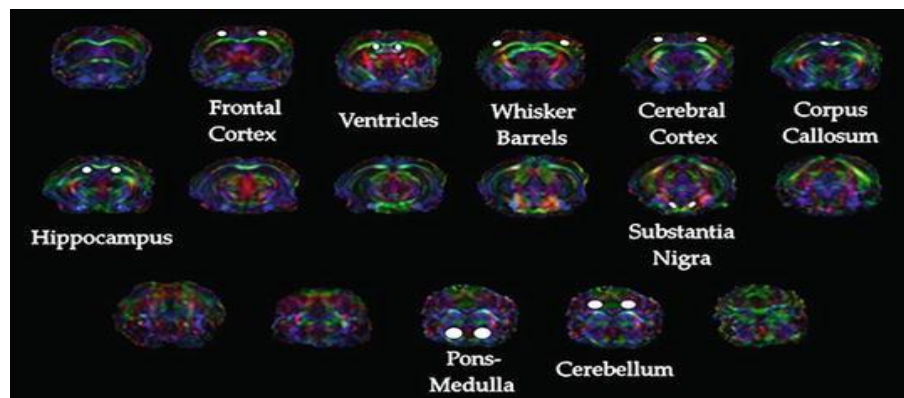 Frontal
Cortex
Ventricles
Whisker
Barrels
Cerebral
Cortex
Corpus
Callosum
Hippocampus
Substantia
Nigra
Pons-
Medulla
Cerebellum